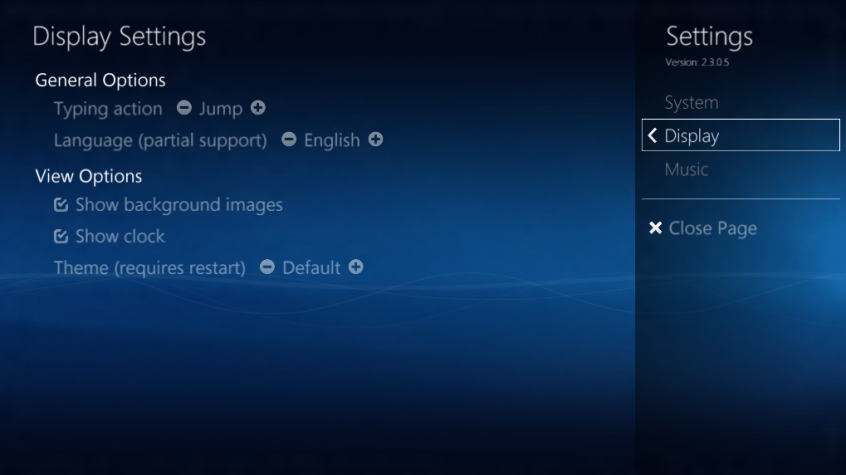 Display Settings
General Options
Typing action Jump
Language (partial support) English
View Options
Show background images
Show clock
Theme (requires restart) Default
Settings
Version: 2.3.0.5
System
Display
Music
Close Page